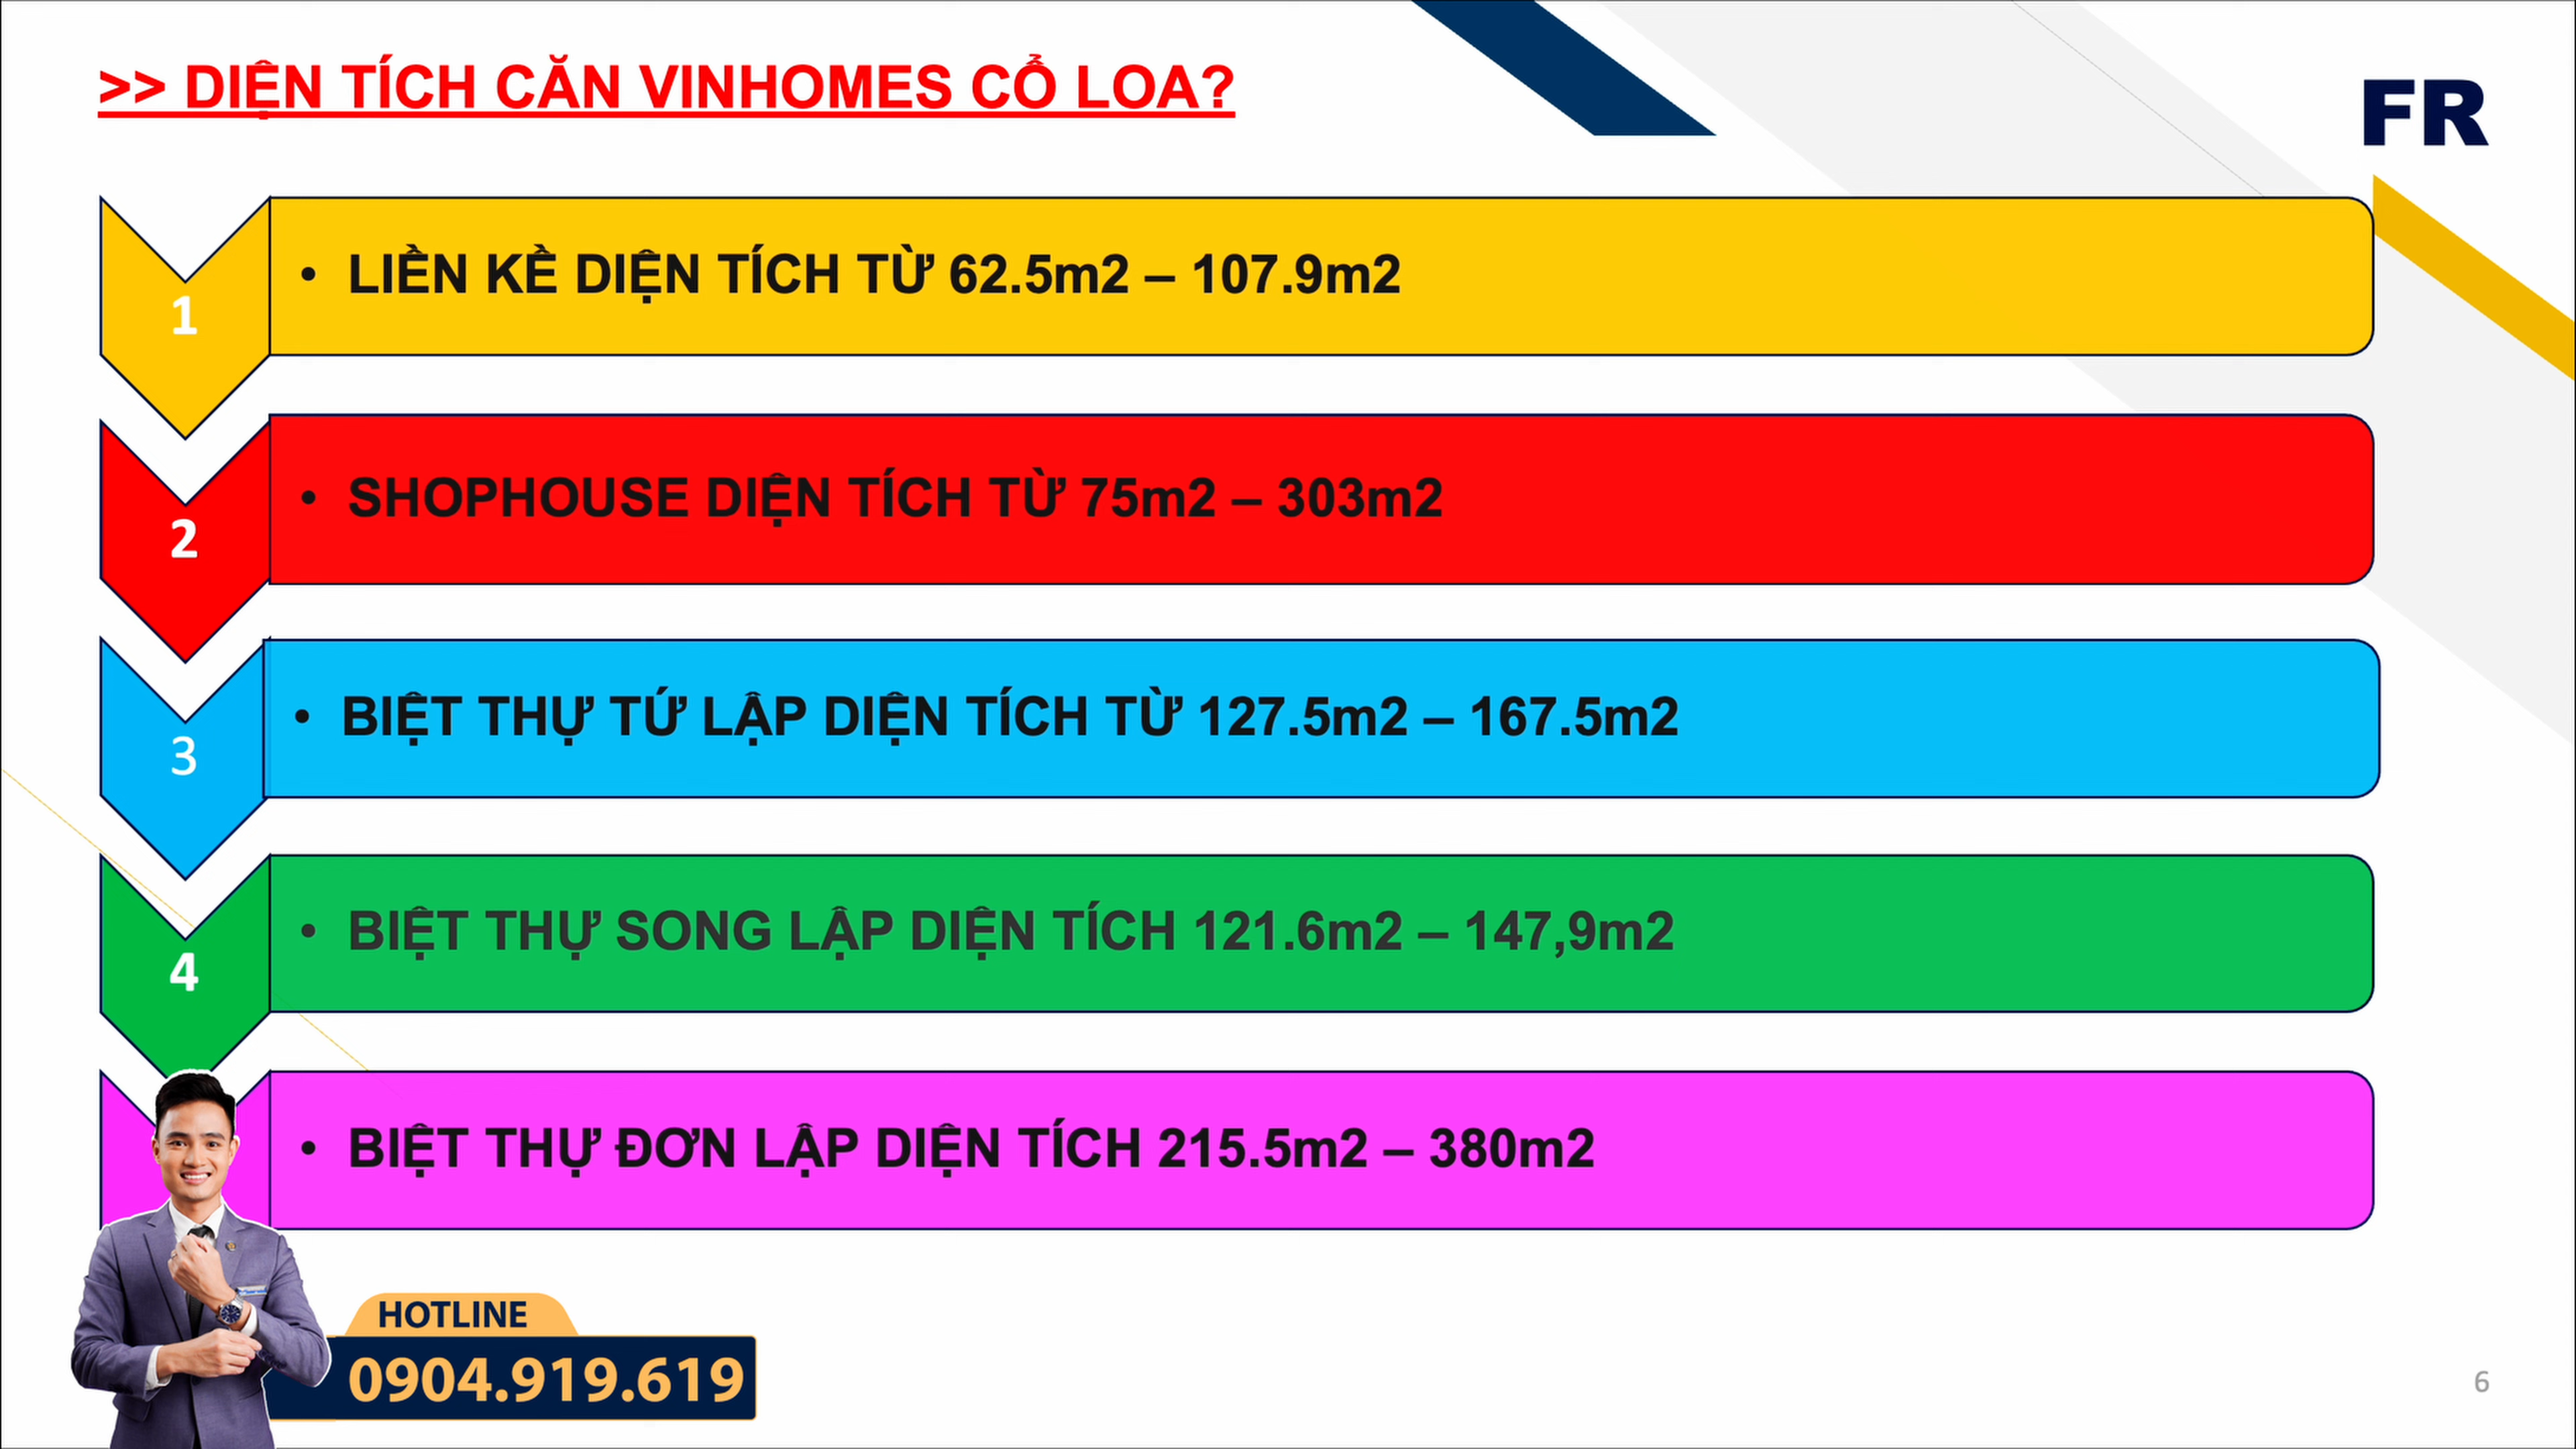 >> DIỆN TÍCH CĂN VINHOMES CỔ LOA?
FR
1
• LIỀN KỀ DIỆN TÍCH TỪ 62.5m2 – 107.9m2
2
• SHOPHOUSE DIỆN TÍCH TỪ 75m2 – 303m2
3
• BIỆT THỰ TỨ LẬP DIỆN TÍCH TỪ 127.5m2 – 167.5m2
4
• BIỆT THỰ SONG LẬP DIỆN TÍCH 121.6m2 – 147,9m2
• BIỆT THỰ ĐƠN LẬP DIỆN TÍCH 215.5m2 – 380m2
HOTLINE
0904.919.619
6